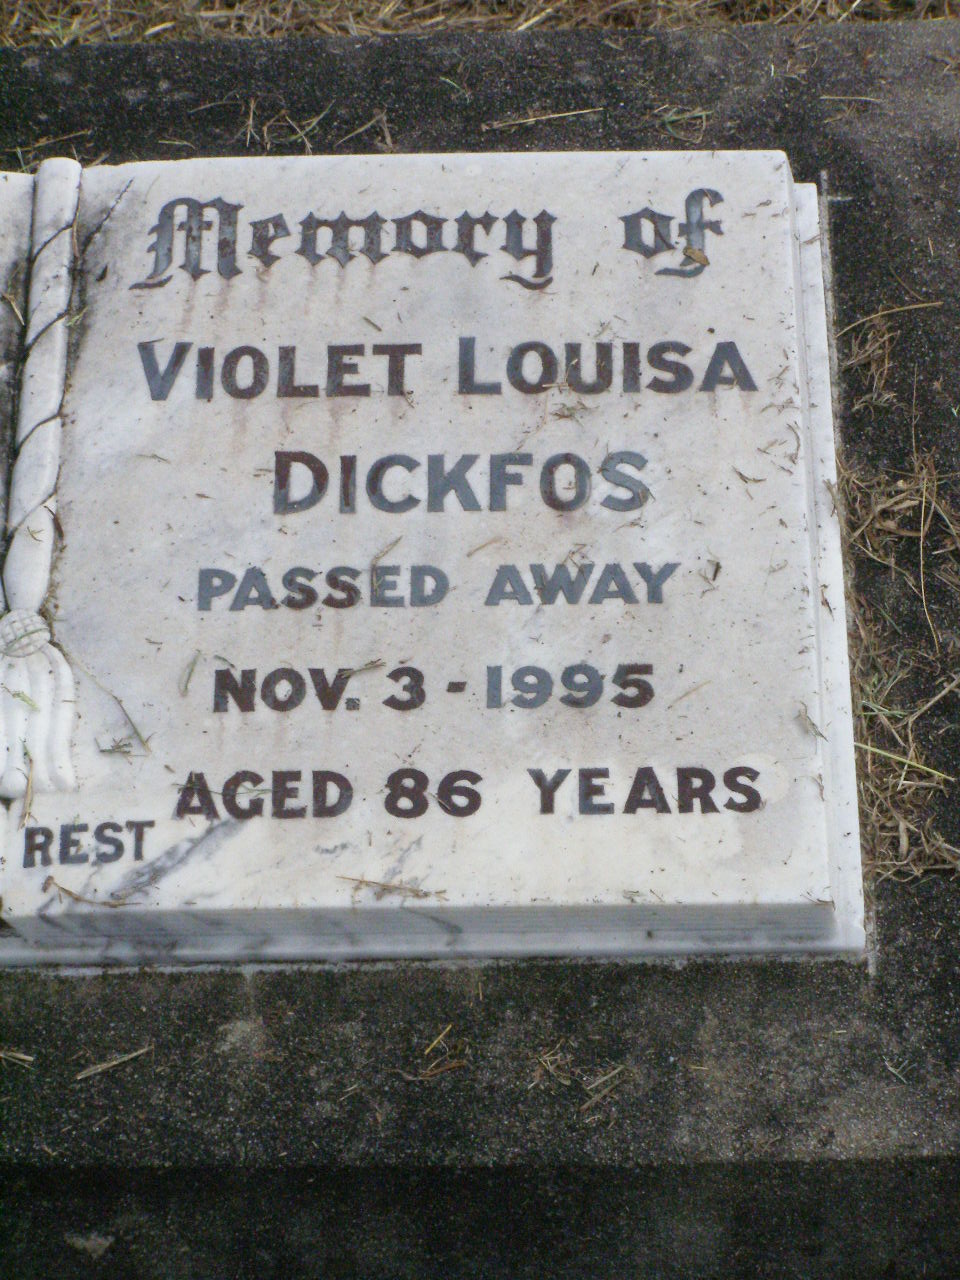 Memory of
VIOLET LOUISA
DICKFOS
PASSED AWAY
NOV. 3 - 1995
AGED 86 YEARS
REST